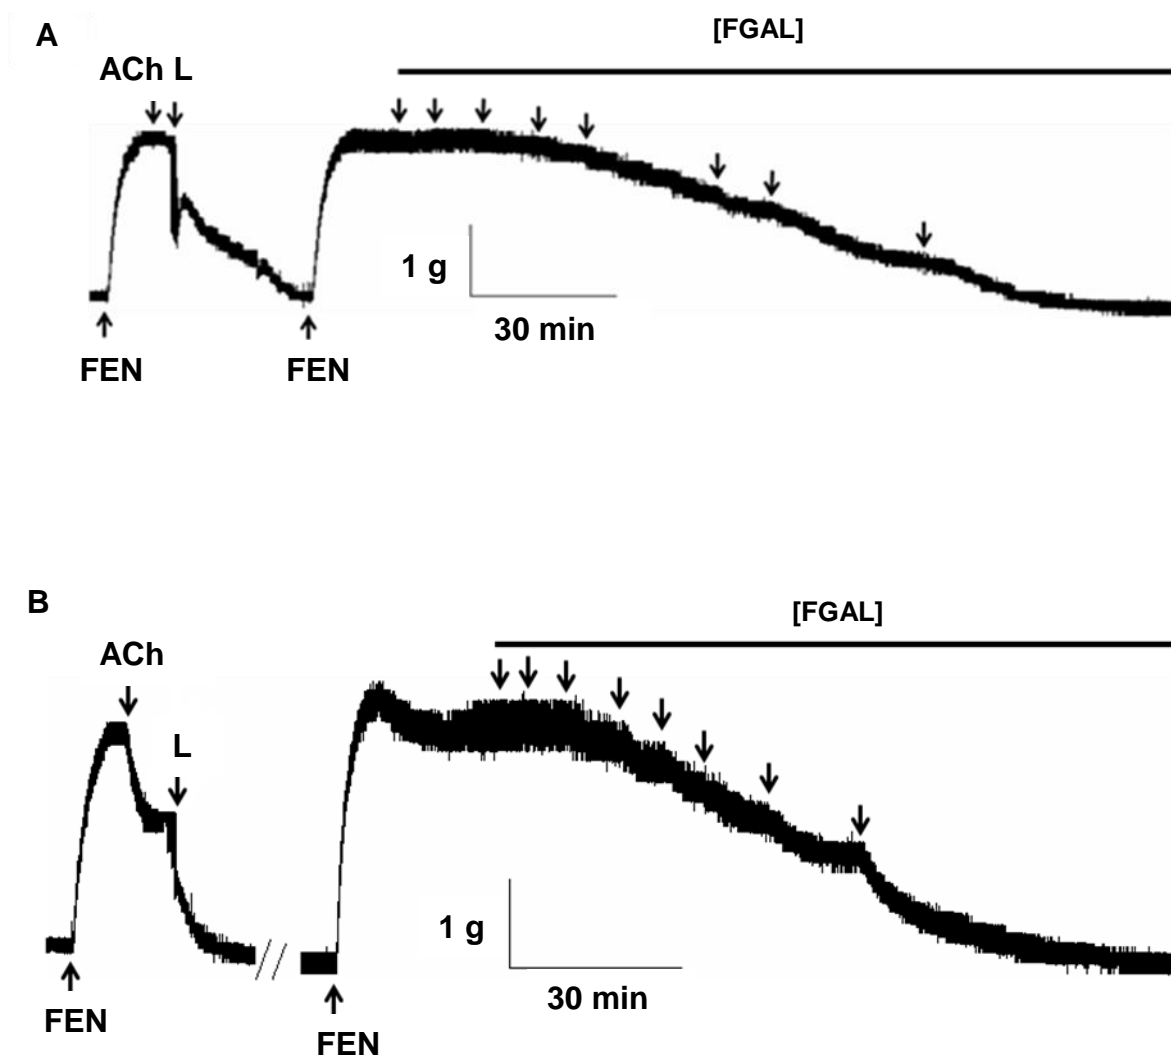 A
[FGAL]
ACh L
1 g
30 min
FEN
FEN
B
[FGAL]
ACh
L
1 g
30 min
FEN
FEN